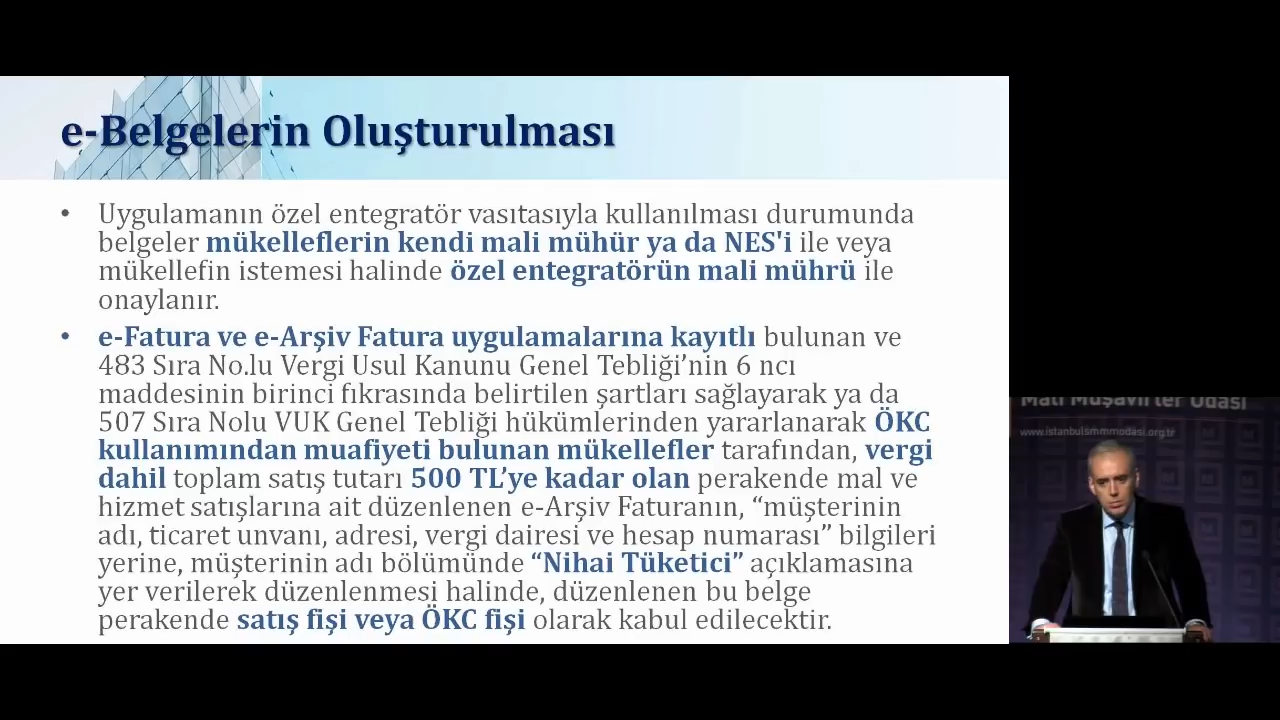 e-Belgelerin Oluşturulması
• Uygulamanın özel entegratör vasıtasıyla kullanılması durumunda
belgeler mükelleflerin kendi mali mühür ya da NES'i ile veya
mükellefin istemesi halinde özel entegratörün mali mührü ile
onaylanır.
• e-Fatura ve e-Arşiv Fatura uygulamalarına kayıtlı bulunan ve
483 Sıra No.lu Vergi Usul Kanunu Genel Tebliği’nin 6 ncı
maddesinin birinci fıkrasında belirtilen şartları sağlayarak ya da
507 Sıra Nolu VUK Genel Tebliği hükümlerinden yararlanarak ÖKC
kullanımından muafiyeti bulunan mükellefler tarafından, vergi
dahil toplam satış tutarı 500 TL’ye kadar olan perakende mal ve
hizmet satışlarına ait düzenlenen e-Arşiv Faturanın, “müşterinin
adı, ticaret unvanı, adresi, vergi dairesi ve hesap numarası” bilgileri
yerine, müşterinin adı bölümünde “Nihai Tüketici” açıklamasına
yer verilerek düzenlenmesi halinde, düzenlenen bu belge
perakende satış fişi veya ÖKC fişi olarak kabul edilecektir.
Mali Müşavirler Odası
www.istanbulsmmmodasi.org.tr